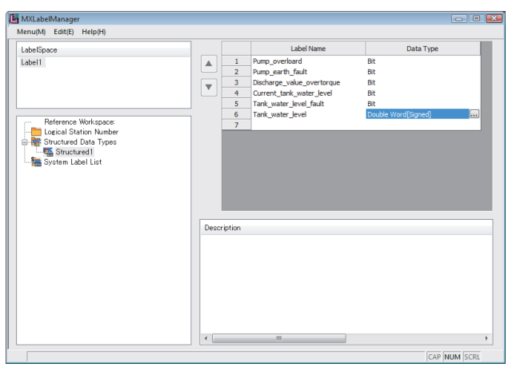 MXLabelManager
Menu(M) Edit(E) Help(H)
LabelSpace
Label1
Reference Workspace
Logical Station Number
Structured Data Types
Structured1
System Label List
Label Name Data Type
1 Pump_overloard Bit
2 Pump_earth_fault Bit
3 Discharge_value_overtorque Bit
4 Current_tank_water_level Bit
5 Tank_water_level_fault Bit
6 Tank_water_level Double Word[Signed] ...
7
Description
CAP NUM SCRL